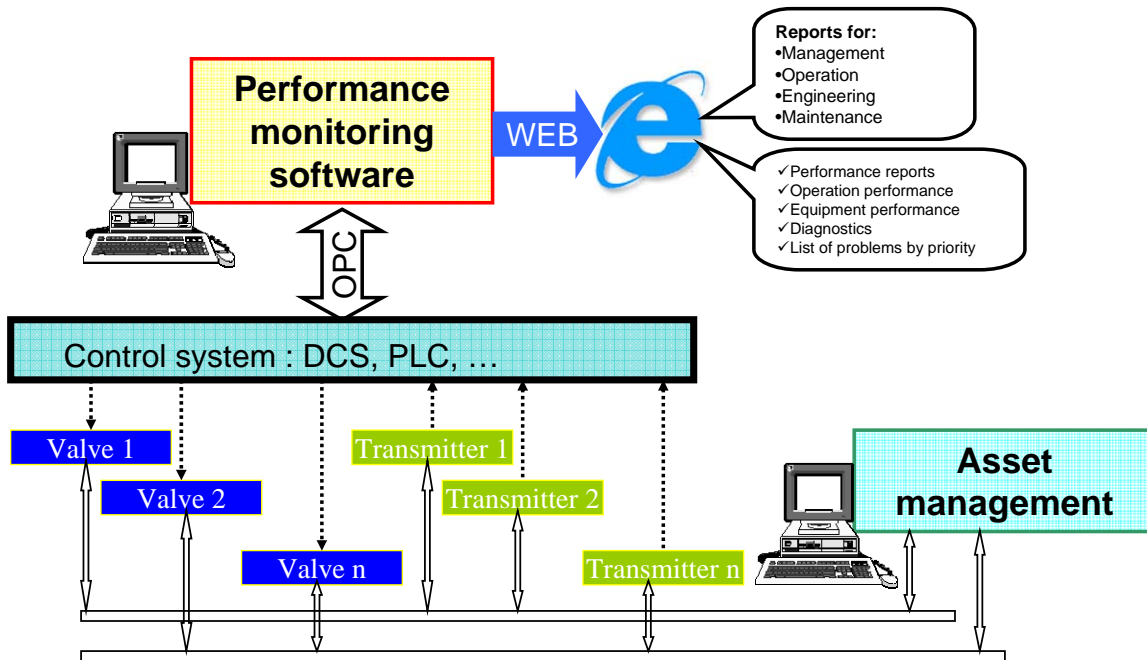 Reports for:
•Management
•Operation
•Engineering
•Maintenance
Performance
monitoring
software
WEB
✓Performance reports
✓Operation performance
✓Equipment performance
✓Diagnostics
✓List of problems by priority
OPC
Control system : DCS, PLC, …
Valve 1
Transmitter 1
Valve 2
Transmitter 2
Valve n
Transmitter n
Asset
management